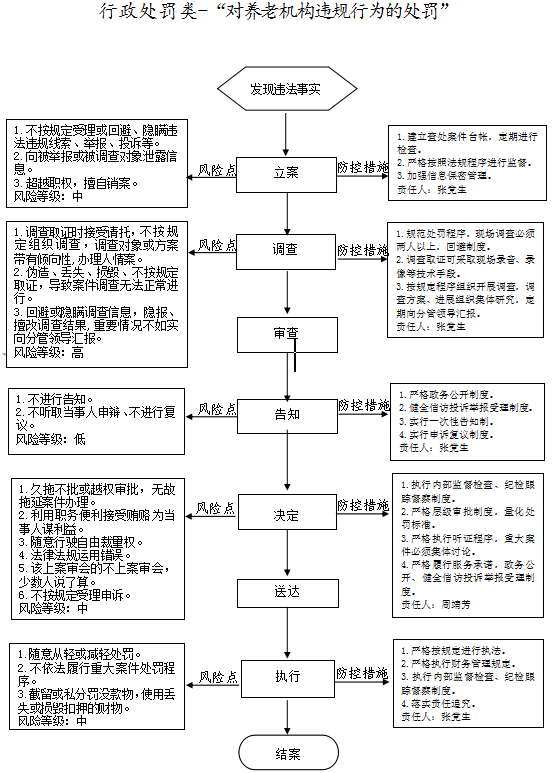 行政处罚类–“对养老机构违规行为的处罚”
发现违法事实
1. 不按规定受理或回避、隐瞒违
法违规线索、举报、投诉等。
2. 向被举报或被调查对象泄露信
息。
3. 超越职权，擅自销案。
风险等级：中
风险点
立案
防控措施
1. 建立查处案件台帐，定期进行
检查。
2. 严格按照法规程序进行监督。
3. 加强信息保密管理。
责任人：张党生
1. 调查取证时接受请托，不按规
定组织调查，调查对象或方案
带有倾向性,办理人情案。
2. 伪造、丢失、损毁、不按规定
取证，导致案件调查无法正常进
行。
3. 回避或隐瞒调查信息，隐报、
擅改调查结果,重要情况不如实
向分管领导汇报。
风险等级：高
风险点
调查
防控措施
1. 规范处罚程序，现场调查必须
两人以上，回避制度。
2. 调查取证可采取现场录音、录
像等技术手段。
3. 按规定程序组织开展调查，调
查方案、进展组织集体研究，定
期向分管领导汇报。
责任人：张党生
审查
1. 不进行告知。
2. 不听取当事人申辩、不进行复
议。
风险等级：低
风险点
告知
防控措施
1. 严格政务公开制度。
2. 健全信访投诉举报受理制度。
3. 实行一次性告知制。
4. 实行申诉复议制度。
责任人：张党生
1. 久拖不批或越权审批，无故
拖延案件办理。
2. 利用职务便利接受贿赂为当
事人谋利益。
3. 随意行驶自由裁量权。
4. 法律法规运用错误。
5. 该上案审会的不上案审会，
少数人说了算。
6. 不按规定受理申诉。
风险等级：中
风险点
决定
防控措施
1. 执行内部监督检查、纪检跟
踪督察制度。
2. 严格层级审批制度，量化处
罚标准。
3. 严格执行听证程序，重大案
件必须集体讨论。
4. 严格履行服务承诺，政务公
开、健全信访投诉举报受理制
度。
责任人：周靖芳
送达
1. 随意从轻或减轻处罚。
2. 不依法履行重大案件处罚程
序。
3. 截留或私分罚没款物，使用丢
失或损毁扣押的财物。
风险等级：中
风险点
执行
防控措施
1. 严格按规定进行执法。
2. 严格执行财务管理规定。
3. 执行内部监督检查、纪检跟
踪督察制度。
4. 落实责任追究。
责任人：张党生
结案